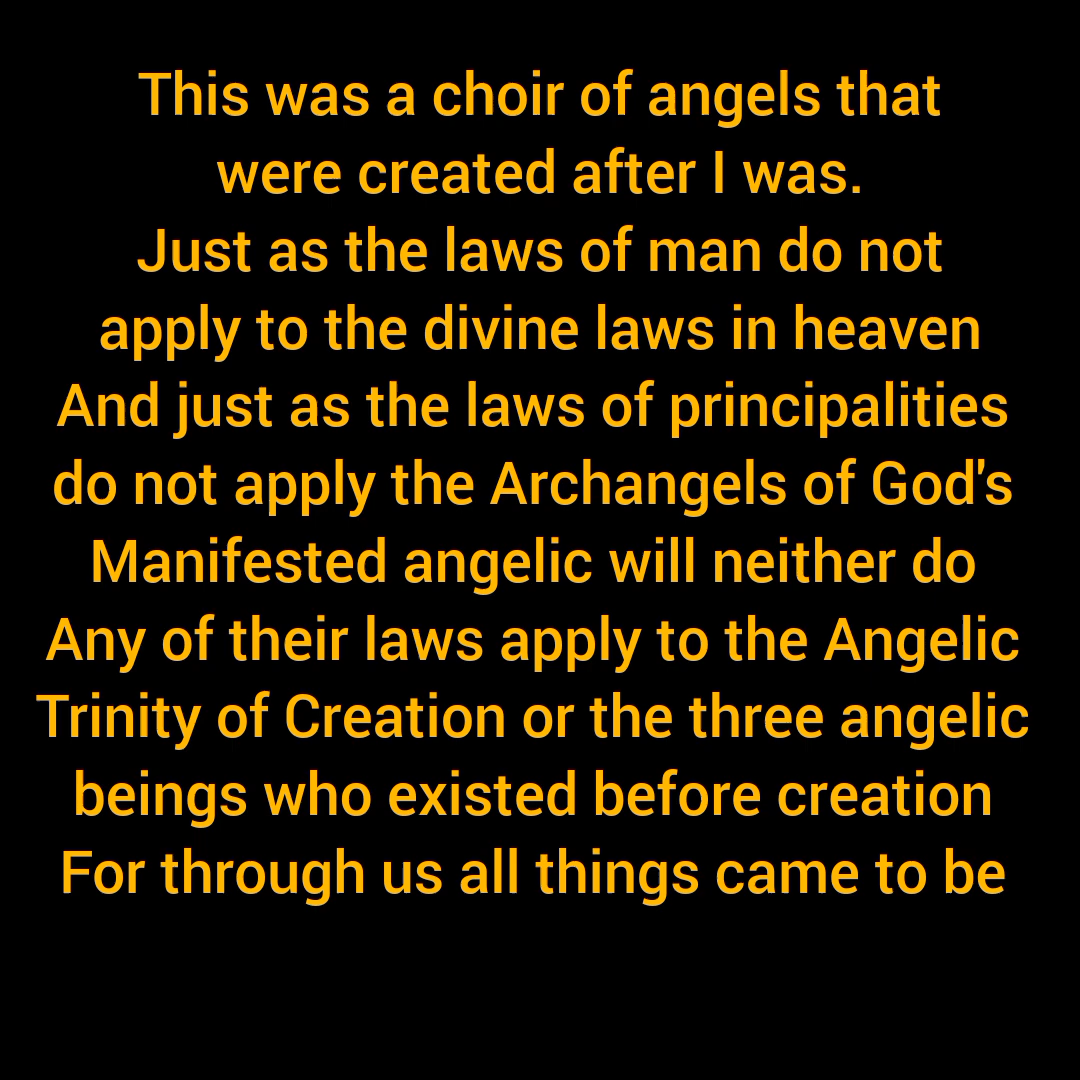 This was a choir of angels that
were created after I was.
Just as the laws of man do not
apply to the divine laws in heaven
And just as the laws of principalities
do not apply the Archangels of God's
Manifested angelic will neither do
Any of their laws apply to the Angelic
Trinity of Creation or the three angelic
beings who existed before creation
For through us all things came to be